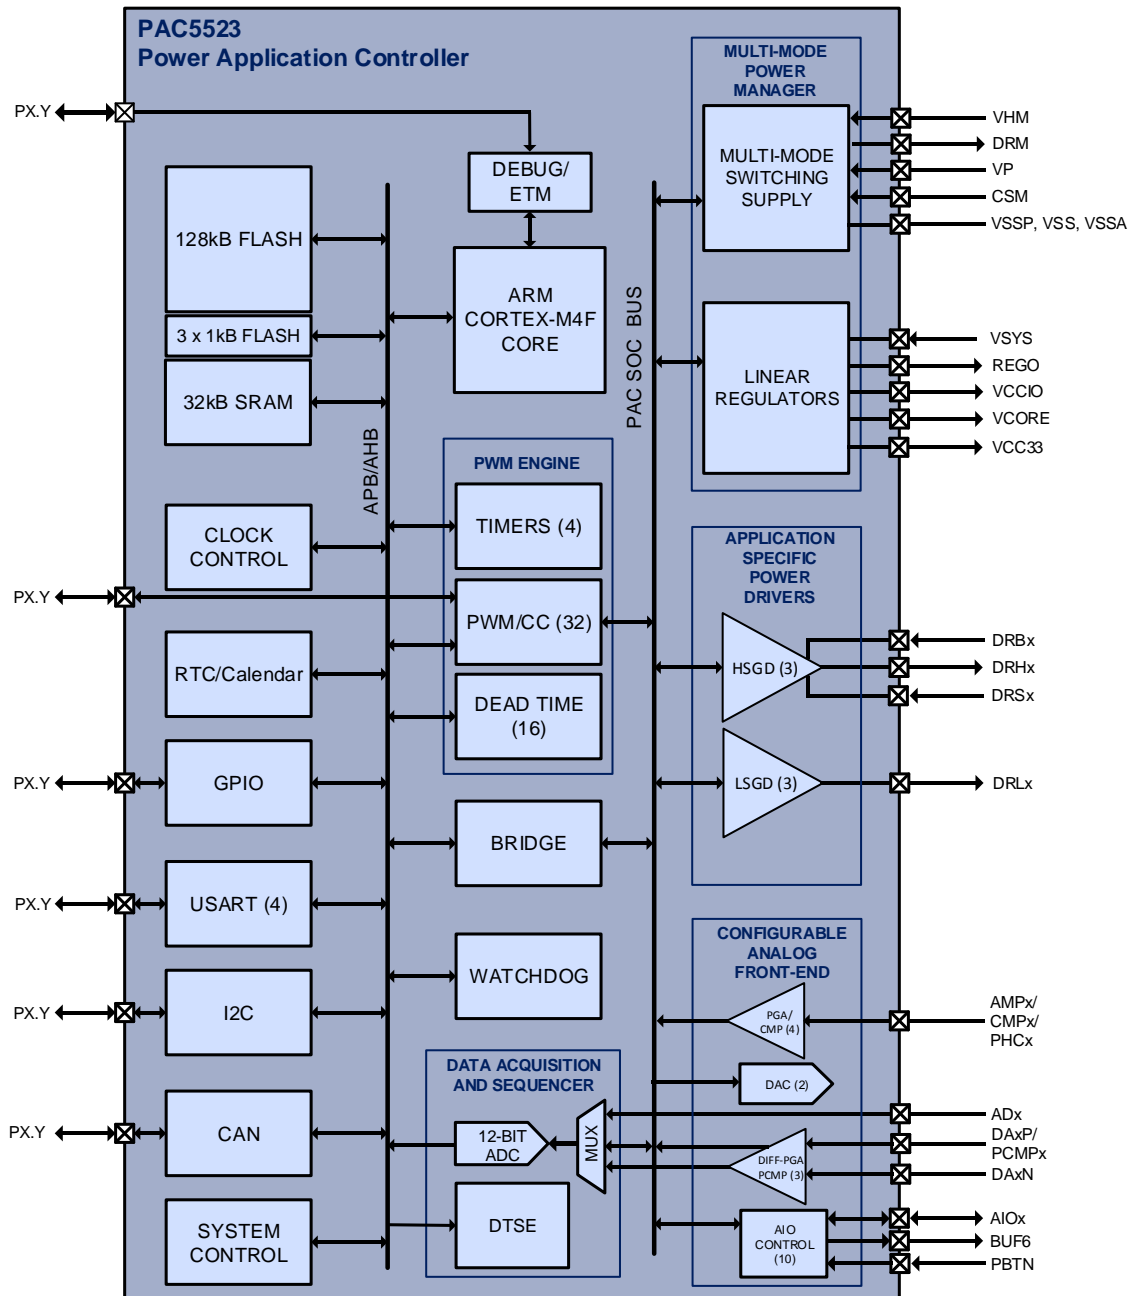 PAC5523
Power Application Controller
PX.Y
DEBUG/
ETM
128kB FLASH
3 x 1kB FLASH
32kB SRAM
ARM
CORTEX-M4F
CORE
APB/AHB
PAC SOC BUS
MULTI-MODE
POWER
MANAGER
MULTI-MODE
SWITCHING
SUPPLY
VHM
DRM
VP
CSM
VSSP, VSS, VSSA
LINEAR
REGULATORS
VSYS
REGO
VCCIO
VCORE
VCC33
CLOCK
CONTROL
PWM ENGINE
TIMERS (4)
PX.Y
PWM/CC (32)
DEAD TIME
(16)
RTC/Calendar
APPLICATION
SPECIFIC
POWER
DRIVERS
HSGD (3)
DRBx
DRHx
DRSx
LSGD (3)
DRLx
PX.Y
GPIO
BRIDGE
PX.Y
USART (4)
WATCHDOG
PX.Y
I2C
CONFIGURABLE
ANALOG
FRONT-END
PGA/
CMP (4)
AMPx/
CMPx/
PHCx
DAC (2)
DATA ACQUISITION
AND SEQUENCER
PX.Y
CAN
12-BIT
ADC
MUX
ADx
DIFF-PGA
PCMP (3)
DAxP/
PCMPx
DAxN
SYSTEM
CONTROL
DTSE
AIO
CONTROL
(10)
AIOx
BUF6
PBTN